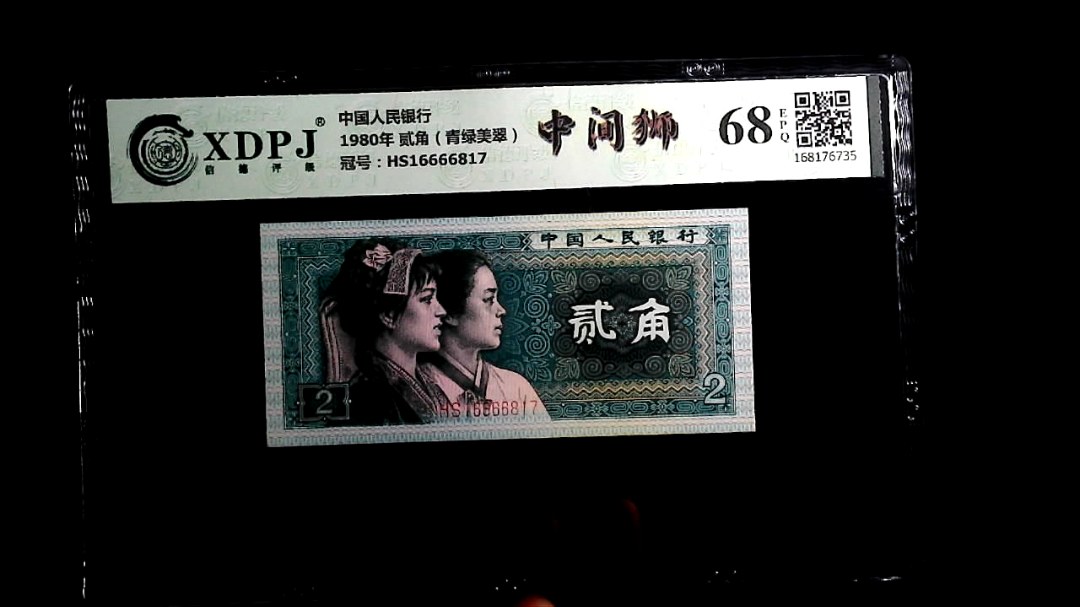 XDPJ®
信德评级
中国人民银行
1980年 贰角（青绿美翠）
冠号：HS16666817
中间狮
68
EPQ
168176735
中国人民银行
贰角
2
2
HS16666817